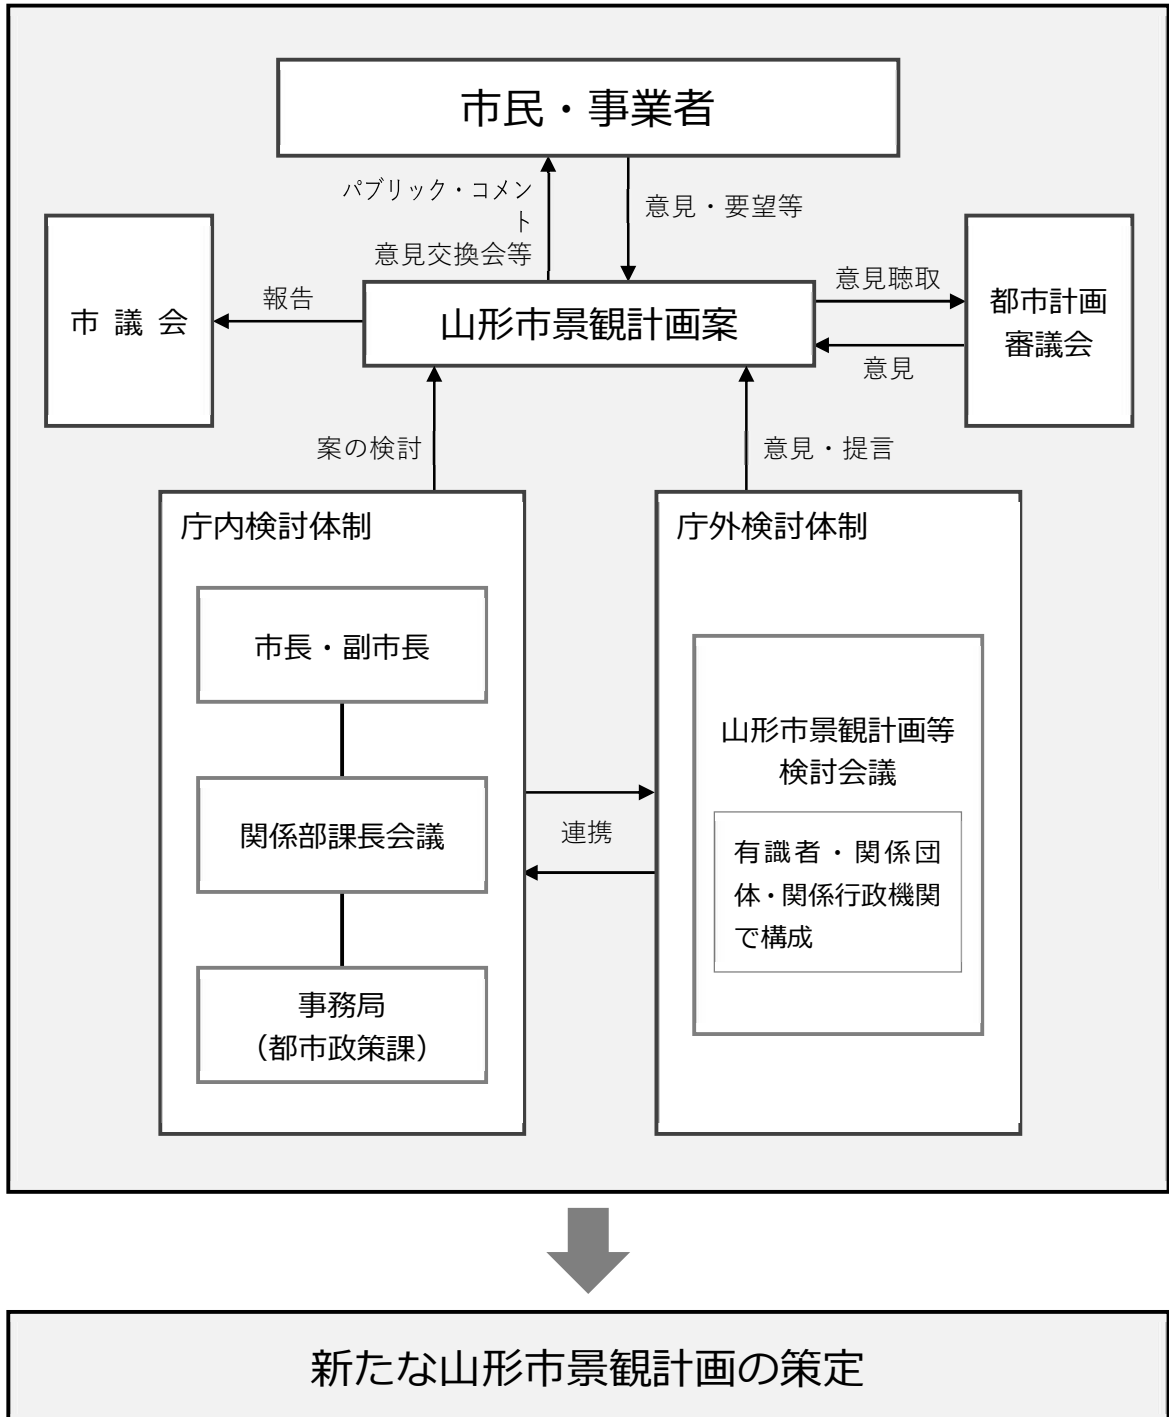 市民・事業者
パブリック・コメン
ト
意見交換会等
意見・要望等
市 議 会
報告
山形市景観計画案
意見聴取
意見
都市計画
審議会
案の検討
意見・提言
庁内検討体制
市長・副市長
関係部課長会議
事務局
（都市政策課）
連携
庁外検討体制
山形市景観計画等
検討会議
有識者・関係団
体・関係行政機関
で構成
新たな山形市景観計画の策定